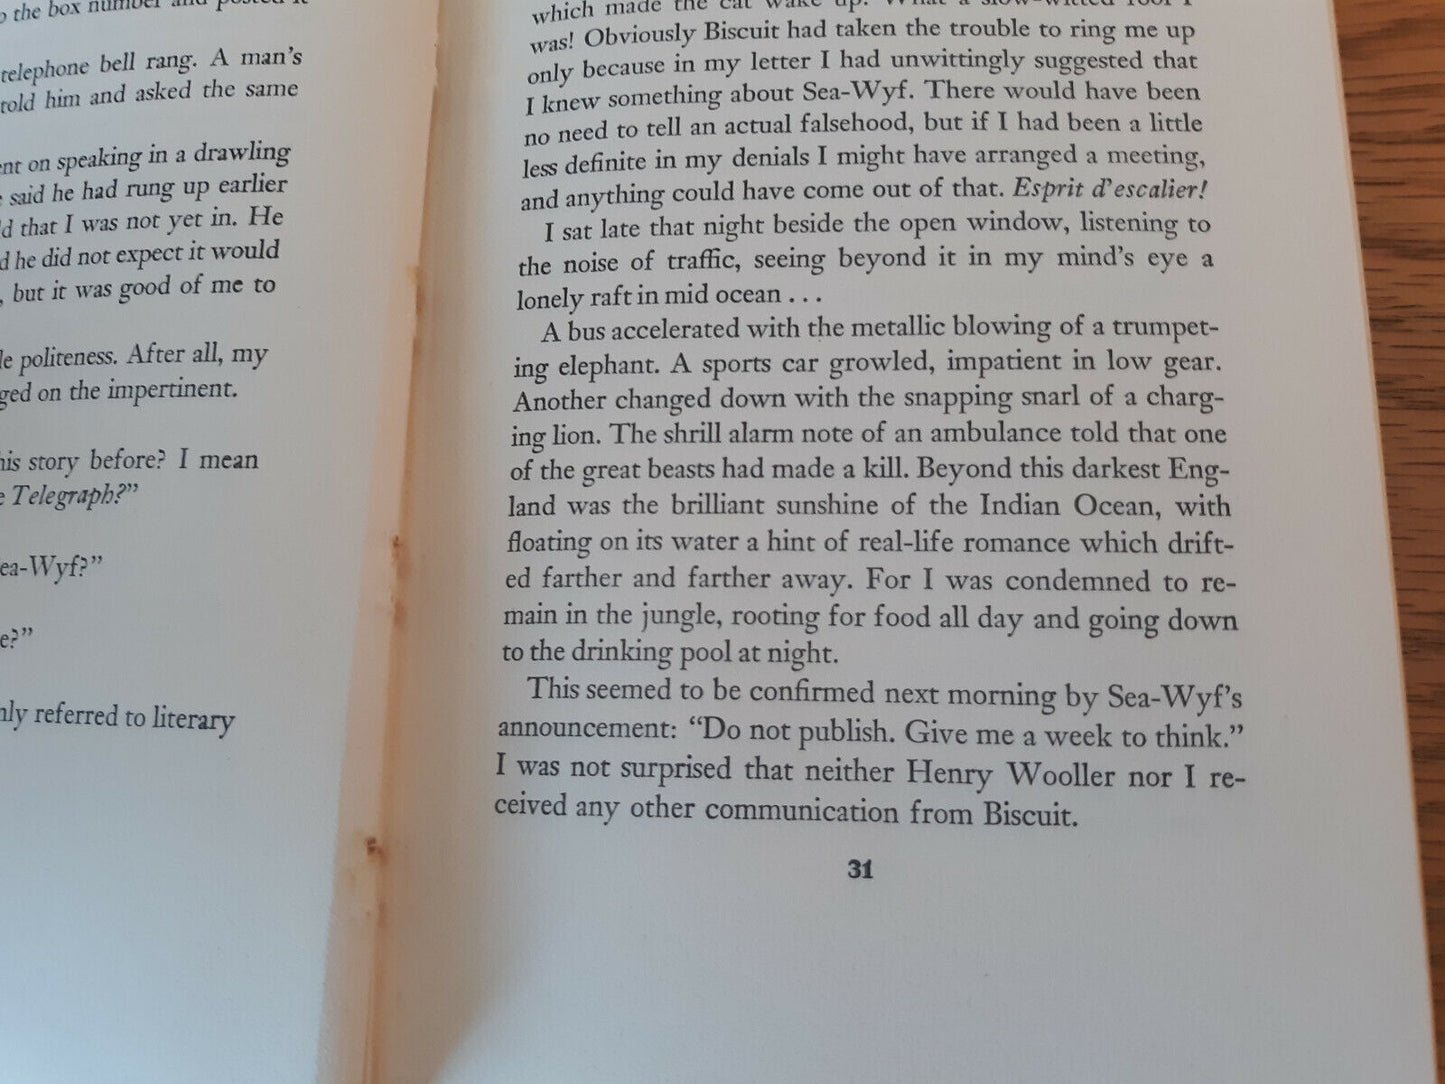 the box number and posted it
telephone bell rang. A man's
told him and asked the same
on speaking in a drawling
said he had rung up earlier
that I was not yet in. He
he did not expect it would
, but it was good of me to
politeness. After all, my
on the impertinent.
story before? I mean
Telegraph?”
ea-Wyf?”
e?”
referred to literary
which made the cat wake up. What a slow-witted fool I
was! Obviously Biscuit had taken the trouble to ring me up
only because in my letter I had unwittingly suggested that
I knew something about Sea-Wyf. There would have been
no need to tell an actual falsehood, but if I had been a little
less definite in my denials I might have arranged a meeting,
and anything could have come out of that. Esprit d'escalier!
I sat late that night beside the open window, listening to
the noise of traffic, seeing beyond it in my mind's eye a
lonely raft in mid ocean . . .
A bus accelerated with the metallic blowing of a trumpet-
ing elephant. A sports car growled, impatient in low gear.
Another changed down with the snapping snarl of a charg-
ing lion. The shrill alarm note of an ambulance told that one
of the great beasts had made a kill. Beyond this darkest Eng-
land was the brilliant sunshine of the Indian Ocean, with
floating on its water a hint of real-life romance which drift-
ed farther and farther away. For I was condemned to re-
main in the jungle, rooting for food all day and going down
to the drinking pool at night.
This seemed to be confirmed next morning by Sea-Wyf's
announcement: “Do not publish. Give me a week to think.”
I was not surprised that neither Henry Wooller nor I re-
ceived any other communication from Biscuit.
31